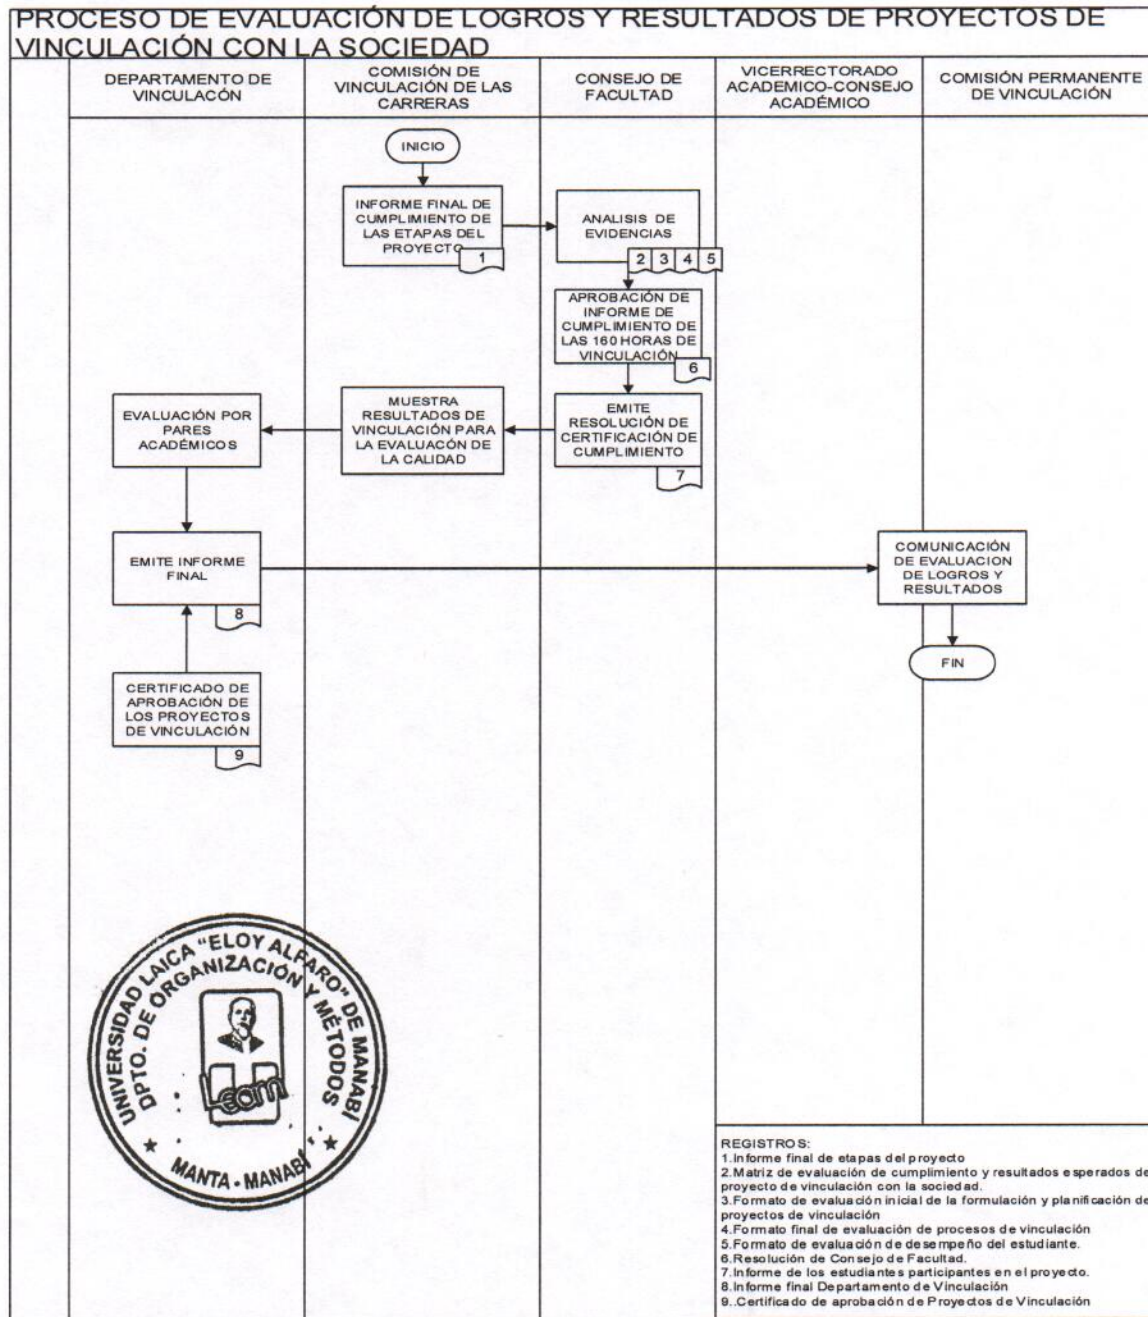 PROCESO DE EVALUACIÓN DE LOGROS Y RESULTADOS DE PROYECTOS DE
VINCULACIÓN CON LA SOCIEDAD
DEPARTAMENTO DE
VINCULACÓN
COMISIÓN DE
VINCULACIÓN DE LAS
CARRERAS
CONSEJO DE
FACULTAD
VICERRECTORADO
ACADEMICO-CONSEJO
ACADÉMICO
COMISIÓN PERMANENTE
DE VINCULACIÓN
INICIO
INFORME FINAL DE
CUMPLIMIENTO DE
LAS ETAPAS DEL
PROYECTO
1
ANALISIS DE
EVIDENCIAS
2 3 4 5
APROBACIÓN DE
INFORME DE
CUMPLIMIENTO DE
LAS 160 HORAS DE
VINCULACIÓN
6
EVALUACIÓN POR
PARES
ACADÉMICOS
MUESTRA
RESULTADOS DE
VINCULACIÓN PARA
LA EVALUACÓN DE
LA CALIDAD
EMITE
RESOLUCIÓN DE
CERTIFICACIÓN DE
CUMPLIMIENTO
7
EMITE INFORME
FINAL
8
COMUNICACIÓN
DE EVALUACION
DE LOGROS Y
RESULTADOS
FIN
CERTIFICADO DE
APROBACIÓN DE
LOS PROYECTOS
DE VINCULACIÓN
9
UNIVERSIDAD LAICA "ELOY ALFARO" DE MANABÍ
DPTO. DE ORGANIZACIÓN Y MÉTODOS
Uleam
MANTA - MANABÍ
REGISTROS:
1.Informe final de etapas del proyecto
2.Matriz de evaluación de cumplimiento y resultados esperados de
proyecto de vinculación con la sociedad.
3.Formato de evaluación inicial de la formulación y planificación de
proyectos de vinculación
4.Formato final de evaluación de procesos de vinculación
5.Formato de evaluación de desempeño del estudiante.
6.Resolución de Consejo de Facultad.
7.Informe de los estudiantes participantes en el proyecto.
8.Informe final Departamento de Vinculación
9..Certificado de aprobación de Proyectos de Vinculación